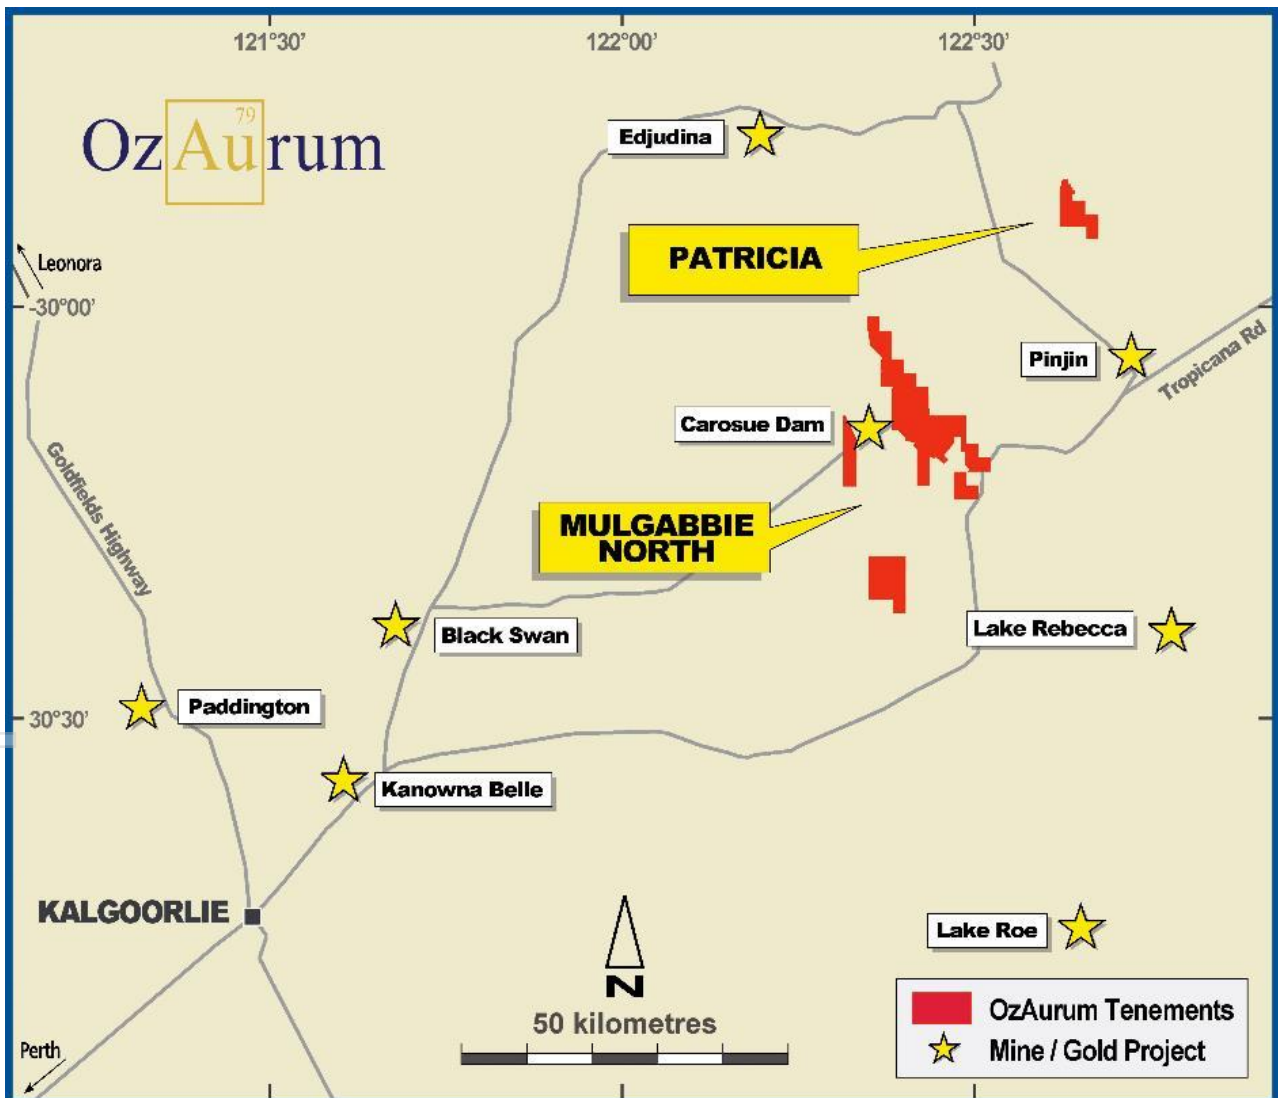 121°30'
122°00'
122°30'
79
OzAurum
Edjudina
PATRICIA
Leonora
-30°00'
Pinjin
Tropicana Rd
Carosue Dam
Goldfields Highway
MULGABBIE
NORTH
Black Swan
Lake Rebecca
Paddington
30°30'
Kanowna Belle
KALGOORLIE
Lake Roe
N
50 kilometres
OzAurum Tenements
Mine / Gold Project
Perth